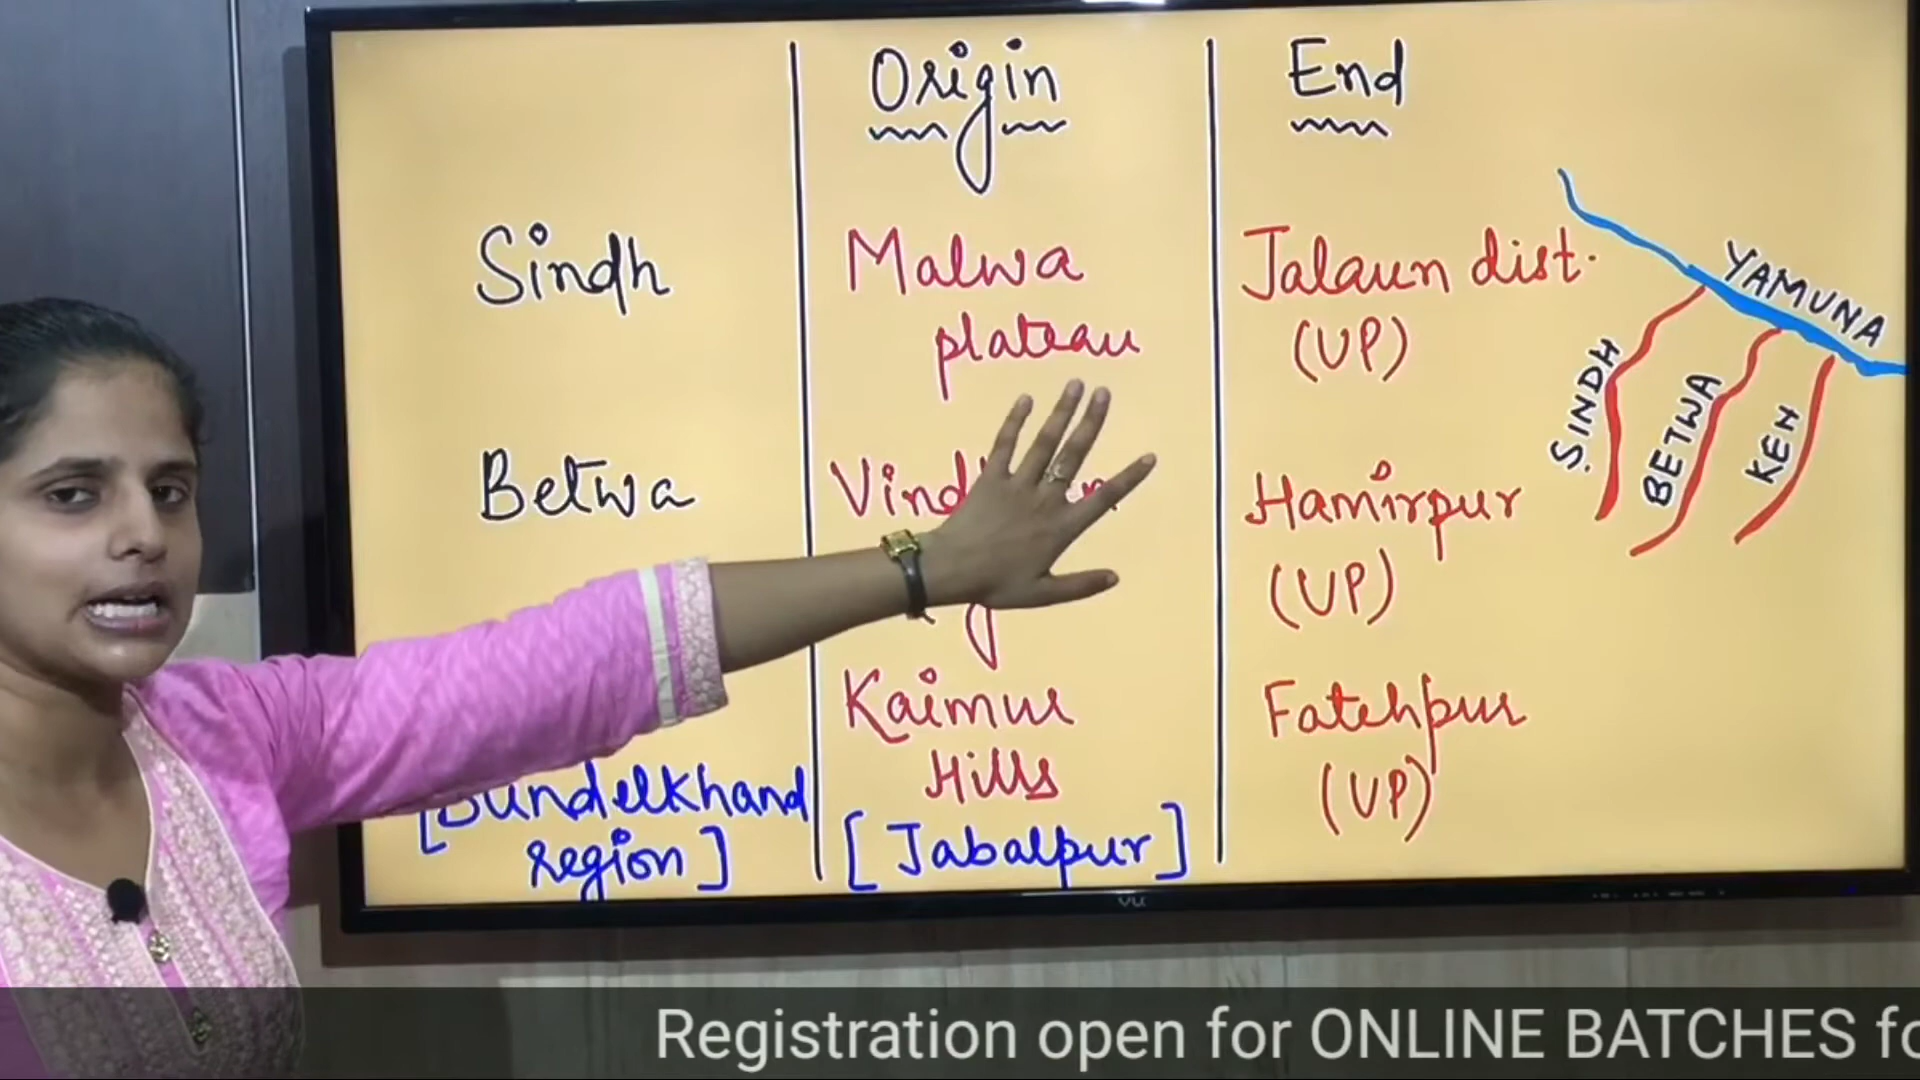 Origin
End
Sindh
Malwa
plateau
Jalaun dist.
(UP)
Betwa
Hamirpur
(UP)
Kaimur
Hills
[Jabalpur]
Fatehpur
(UP)
[Bundelkhand
region]
YAMUNA
SINDH
BETWA
KEN
VU
Registration open for ONLINE BATCHES fo